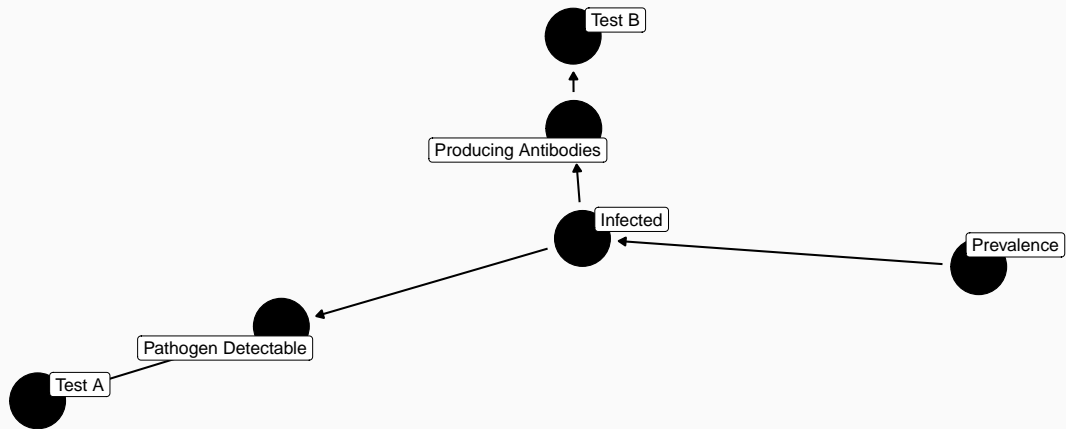 Test B
Producing Antibodies
Infected
Prevalence
Pathogen Detectable
Test A